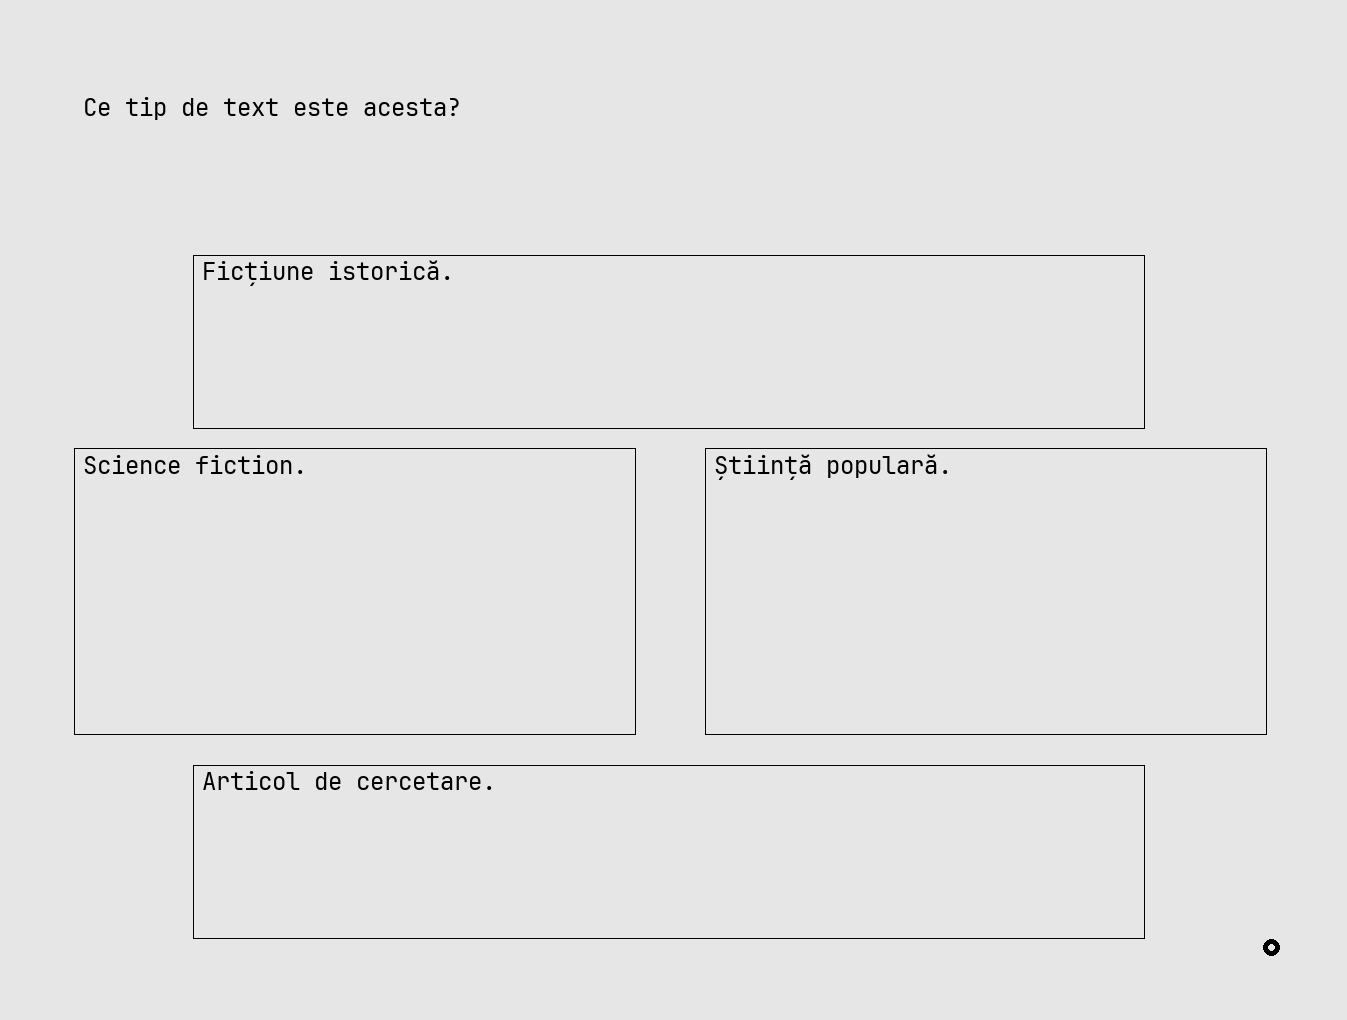 Ce tip de text este acesta?
Ficțiune istorică.
Science fiction.
Știință populară.
Articol de cercetare.